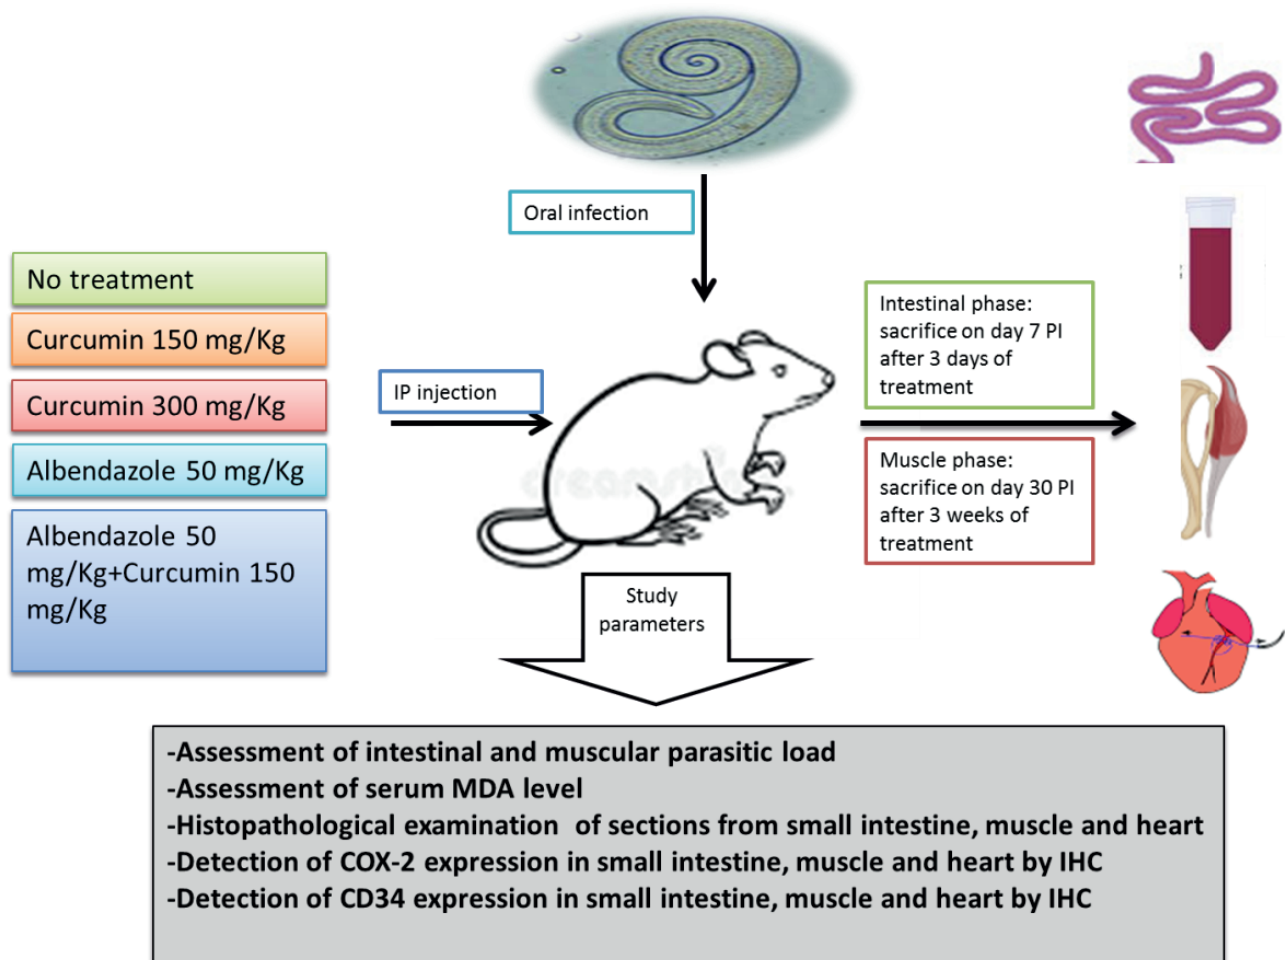 Oral infection
No treatment
Curcumin 150 mg/Kg
Curcumin 300 mg/Kg
Albendazole 50 mg/Kg
Albendazole 50
mg/Kg+Curcumin 150
mg/Kg
IP injection
Intestinal phase:
sacrifice on day 7 PI
after 3 days of
treatment
Muscle phase:
sacrifice on day 30 PI
after 3 weeks of
treatment
Study
parameters
-Assessment of intestinal and muscular parasitic load
-Assessment of serum MDA level
-Histopathological examination  of sections from small intestine, muscle and heart
-Detection of COX-2 expression in small intestine, muscle and heart by IHC
-Detection of CD34 expression in small intestine, muscle and heart by IHC